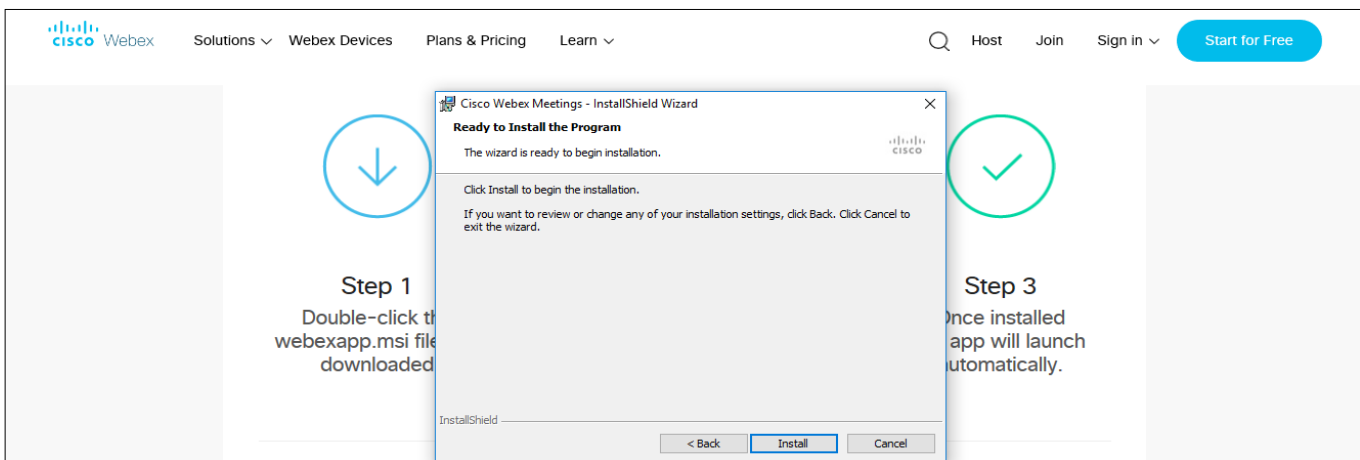 CISCO Webex Solutions Webex Devices Plans & Pricing Learn Host Join Sign in Start for Free
Cisco Webex Meetings - InstallShield Wizard
Ready to Install the Program
The wizard is ready to begin installation.
CISCO
Click Install to begin the installation.
If you want to review or change any of your installation settings, click Back. Click Cancel to
exit the wizard.
Step 1
Double-click
webexapp.msi file
downloaded
Step 3
installed
app will launch
automatically.
InstallShield
< Back Install Cancel